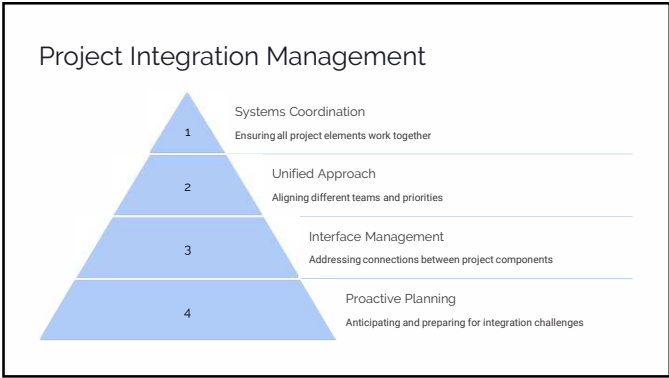 Project Integration Management
1
Systems Coordination
Ensuring all project elements work together
2
Unified Approach
Aligning different teams and priorities
3
Interface Management
Addressing connections between project components
4
Proactive Planning
Anticipating and preparing for integration challenges